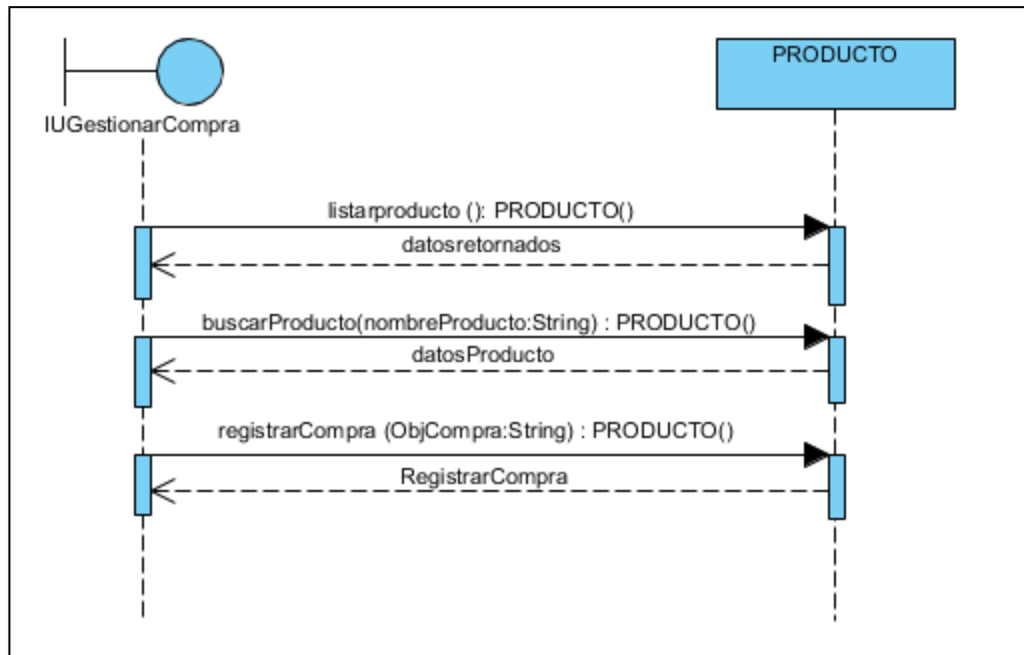 PRODUCTO
IUGestionarCompra
listarproducto (): PRODUCTO()
datosretornados
buscarProducto(nombreProducto:String) : PRODUCTO()
datosProducto
registrarCompra (ObjCompra:String) : PRODUCTO()
RegistrarCompra